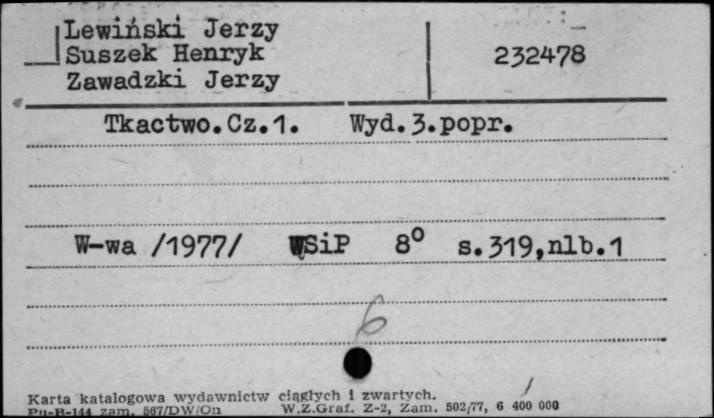 Lewiński Jerzy
Suszek Henryk 232478
Zawadzki Jerzy
Tkactwo.Cz.1. Wyd.3.popr.
W-wa /1977/ WSiP 8° s.319,nlb.1
6
Karta katalogowa wydawnictw ciągłych i zwartych.
Pu-B-144 zam. 567/DW/On W.Z.Graf. Z-2, Zam. 502/77, 6 400 000